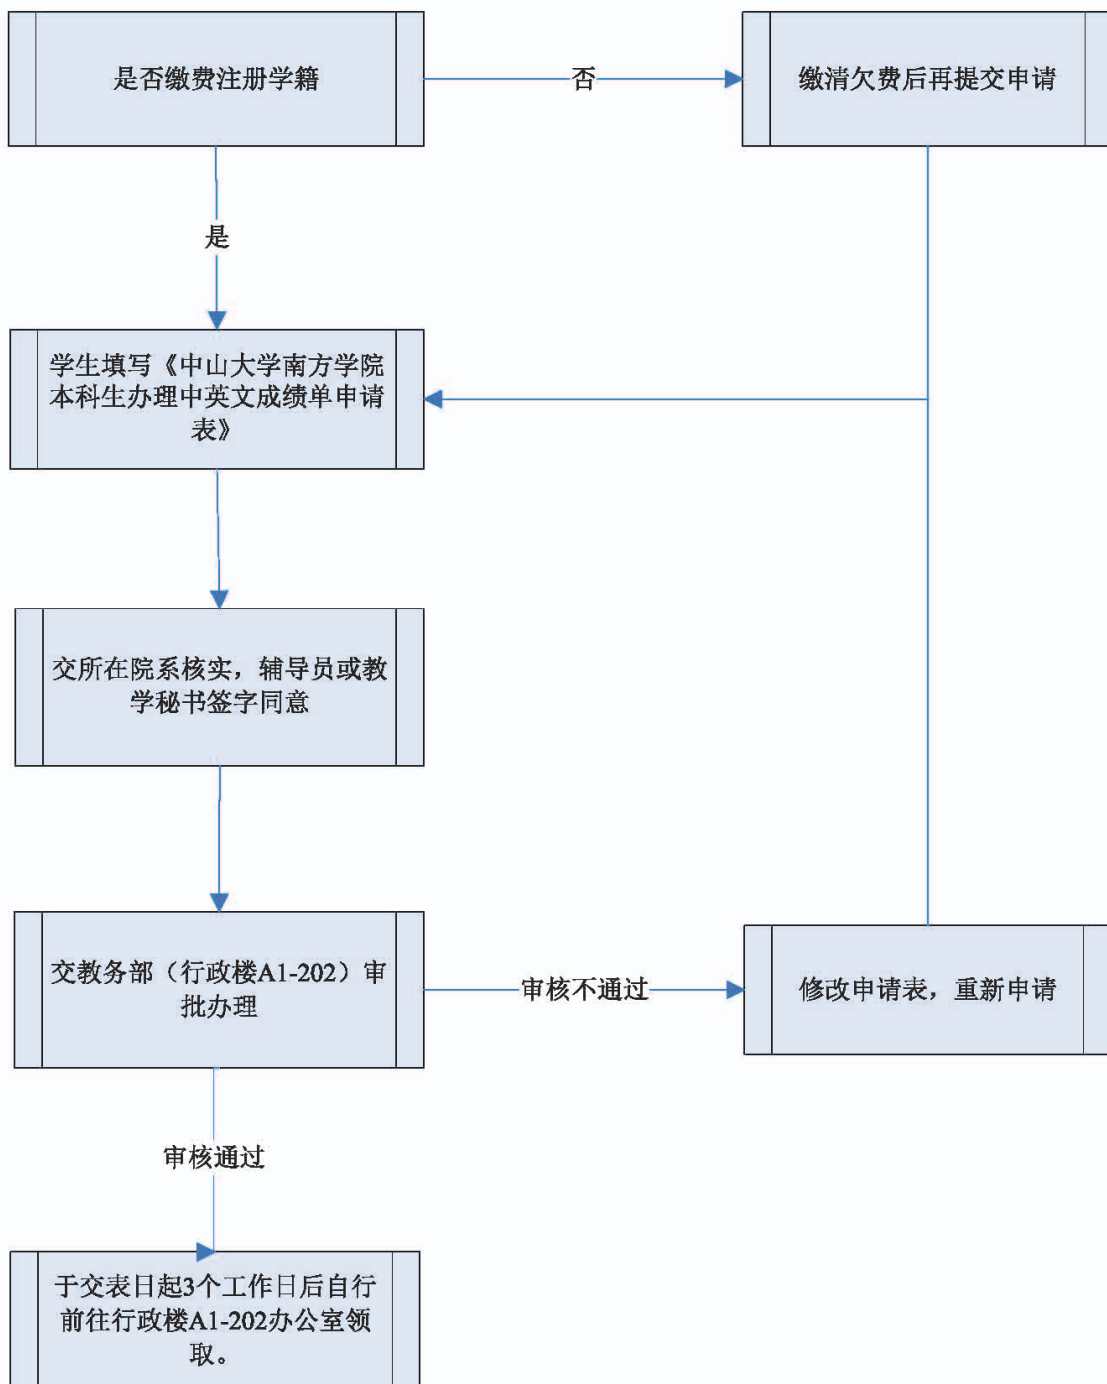 是否缴费注册学籍
否
缴清欠费后再提交申请
是
学生填写《中山大学南方学院
本科生办理中英文成绩单申请
表》
交所在院系核实，辅导员或教
学秘书签字同意
交教务部（行政楼A1-202）审
批办理
审核不通过
修改申请表，重新申请
审核通过
于交表日起3个工作日后自行
前往行政楼A1-202办公室领
取。